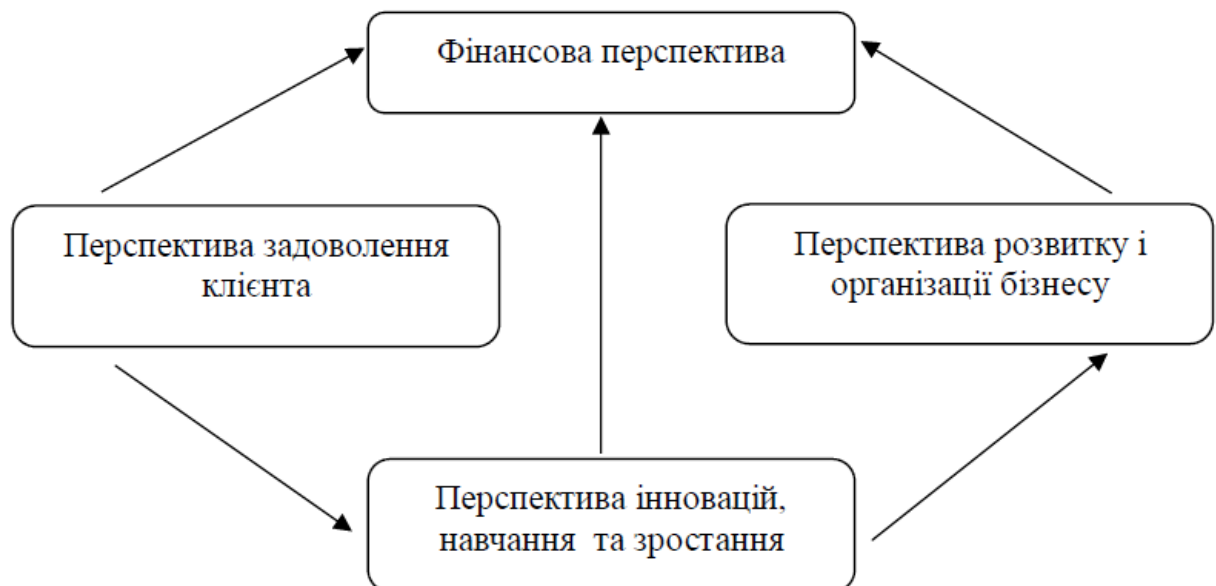 Фінансова перспектива
Перспектива задоволення
клієнта
Перспектива розвитку і
організації бізнесу
Перспектива інновацій,
навчання та зростання